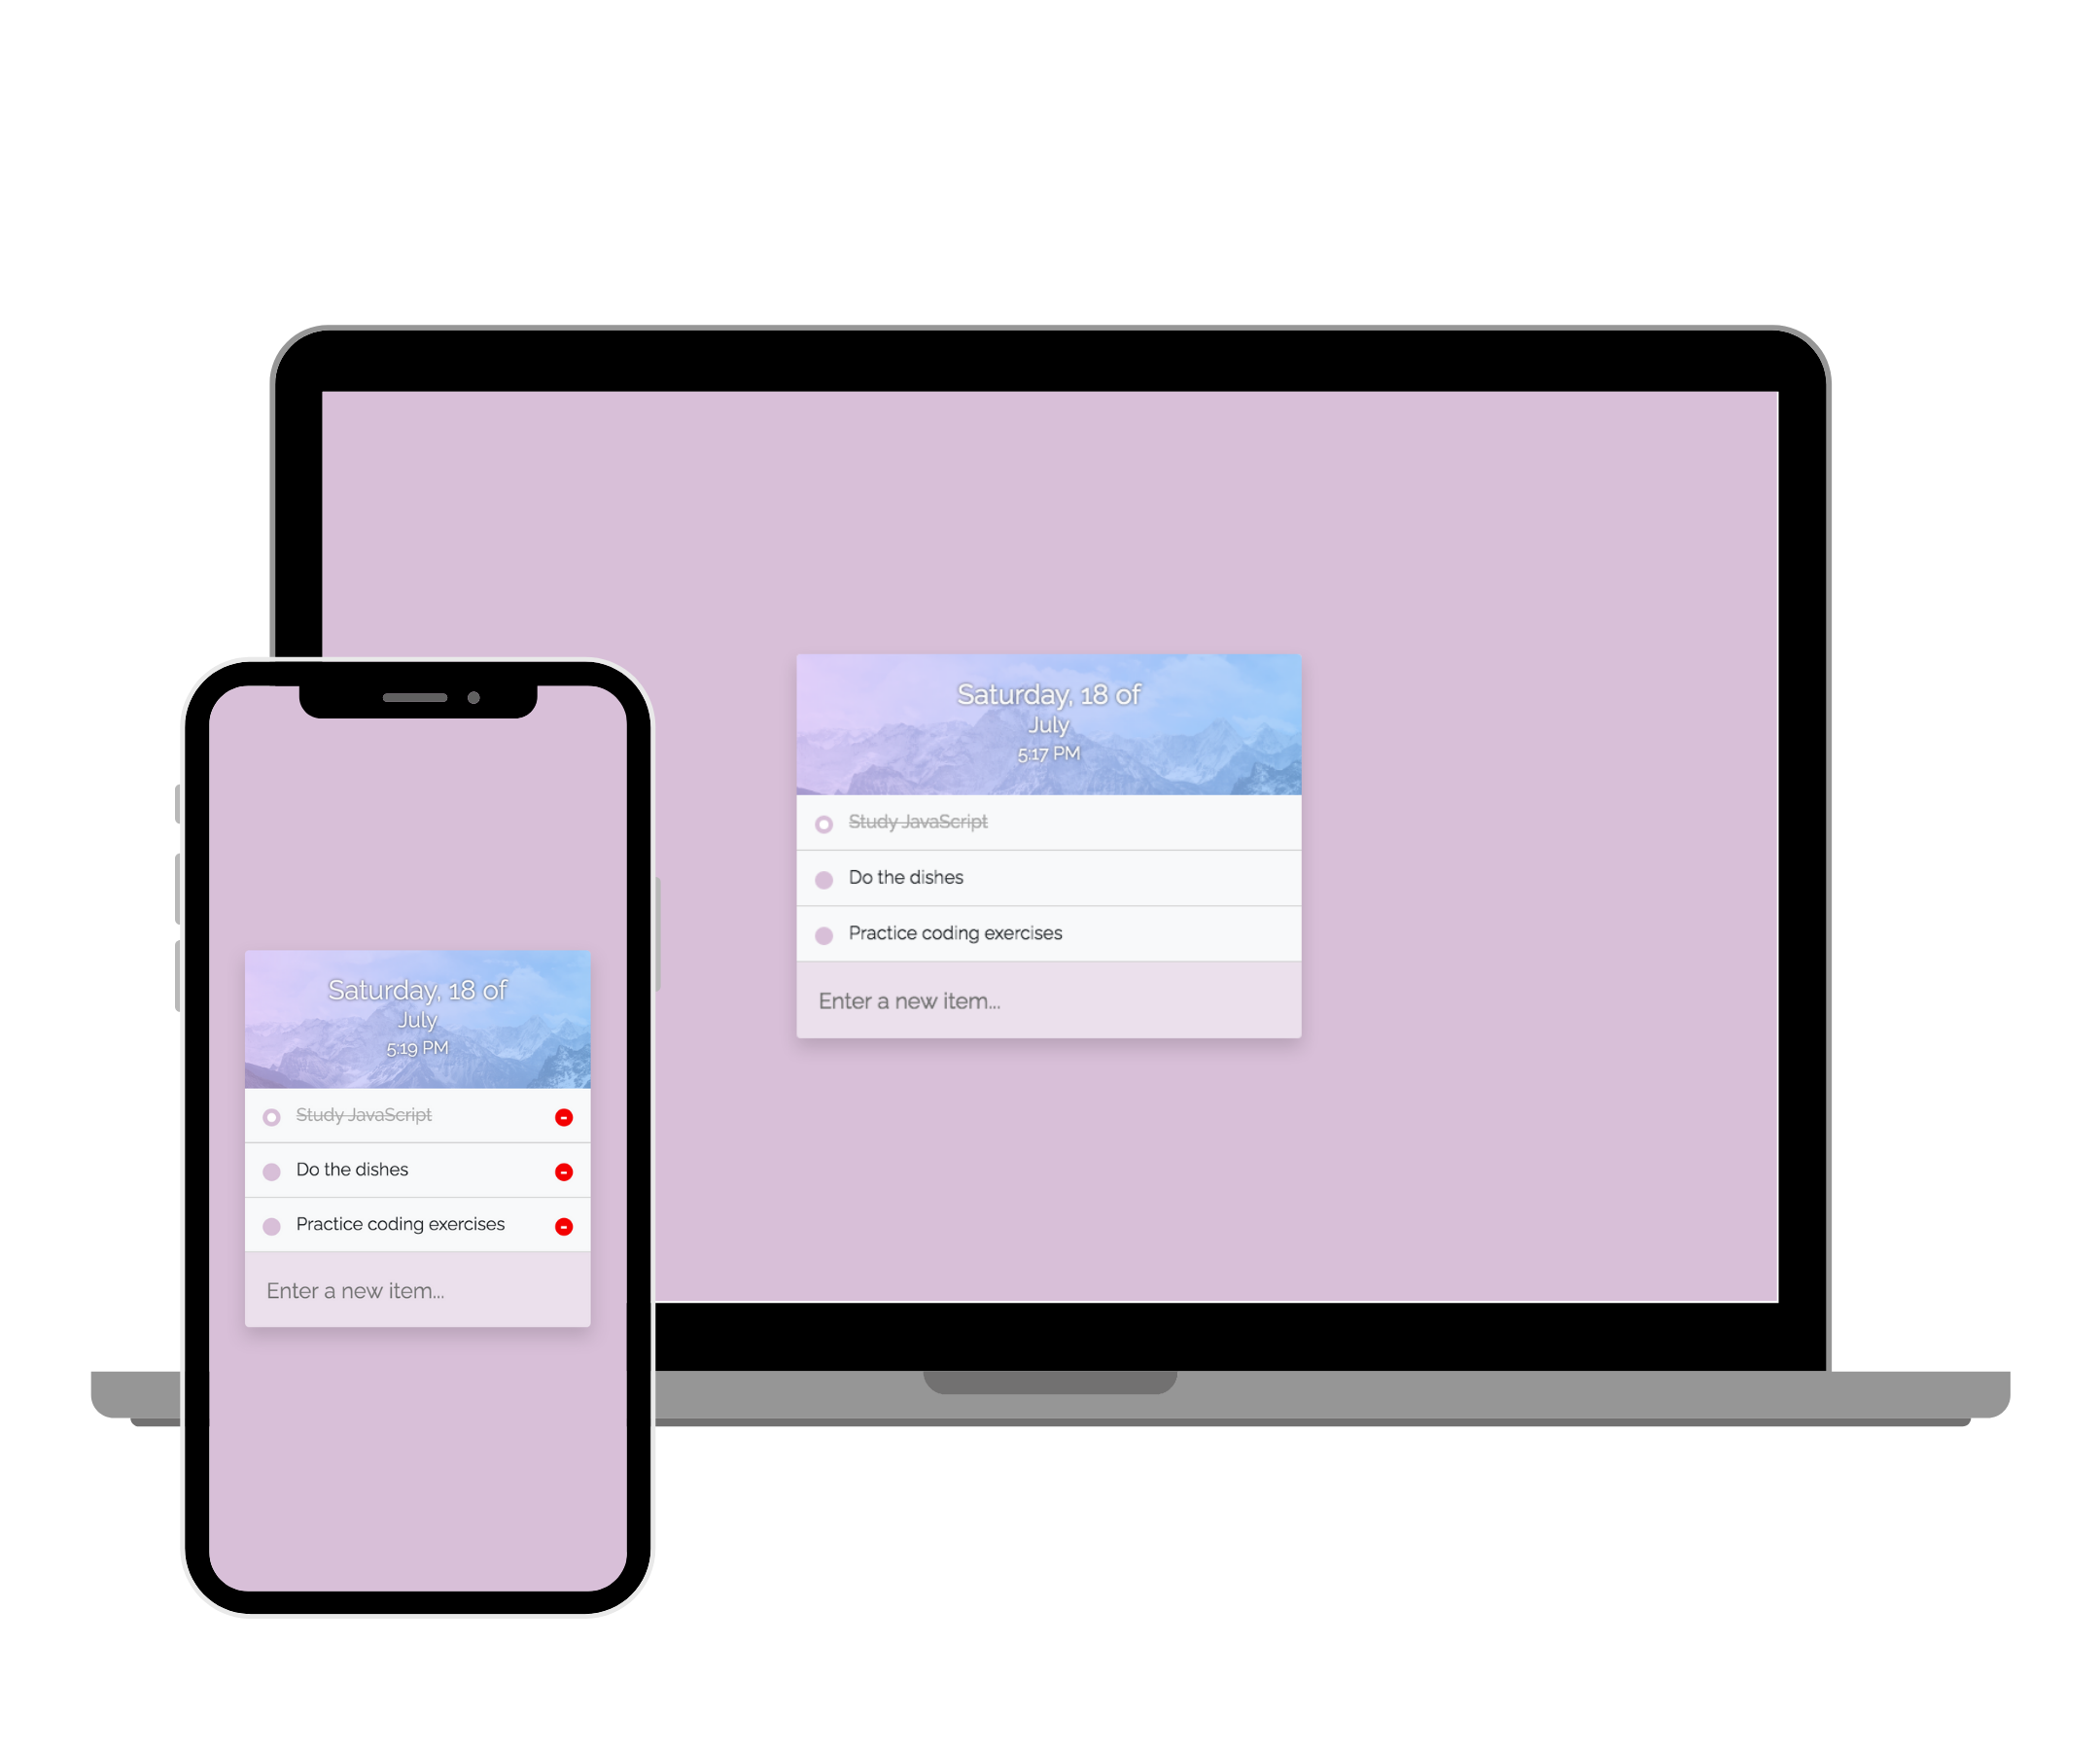 Saturday, 18 of
July
5:17 PM
Study JavaScript
Do the dishes
Practice coding exercises
Enter a new item...
Saturday, 18 of
July
5:19 PM
Study JavaScript
Do the dishes
Practice coding exercises
Enter a new item...